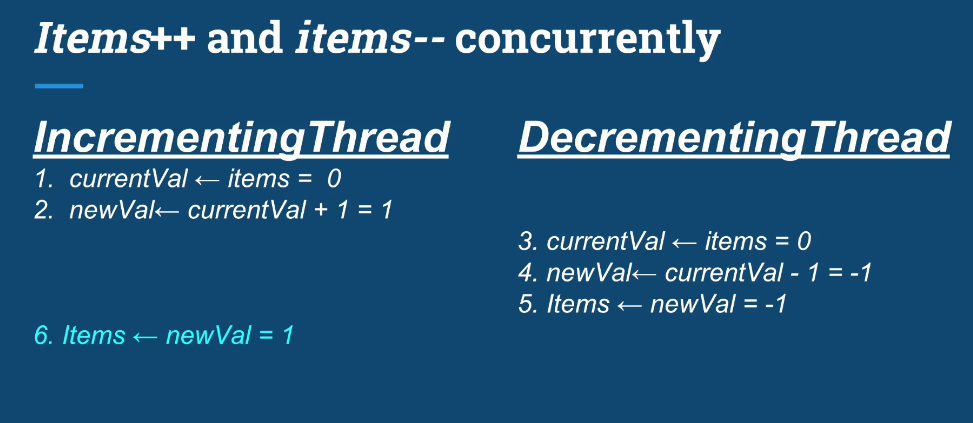 Items++ and items-- concurrently
IncrementingThread
1. currentVal ← items = 0
2. newVal← currentVal + 1 = 1
DecrementingThread
3. currentVal ← items = 0
4. newVal← currentVal - 1 = -1
5. Items ← newVal = -1
6. Items ← newVal = 1